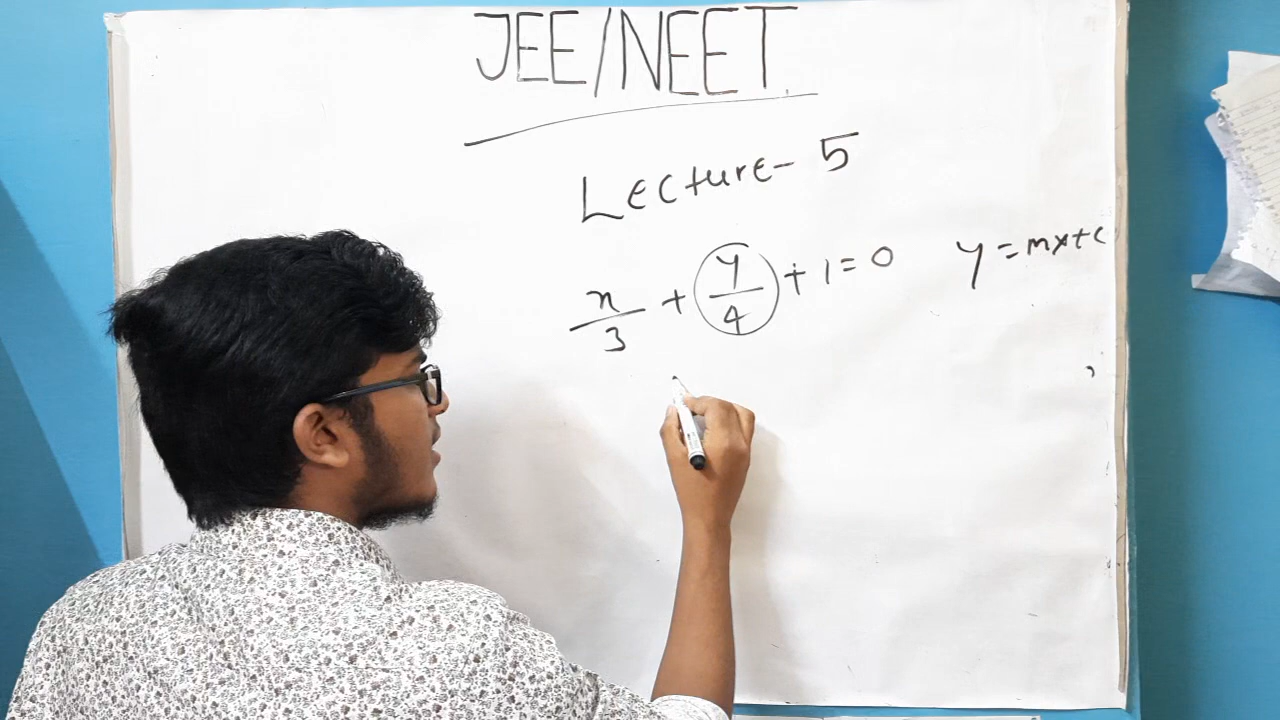 JEE/NEET.
Lecture- 5
x/3 + y/4 + 1 = 0    y = mx+c